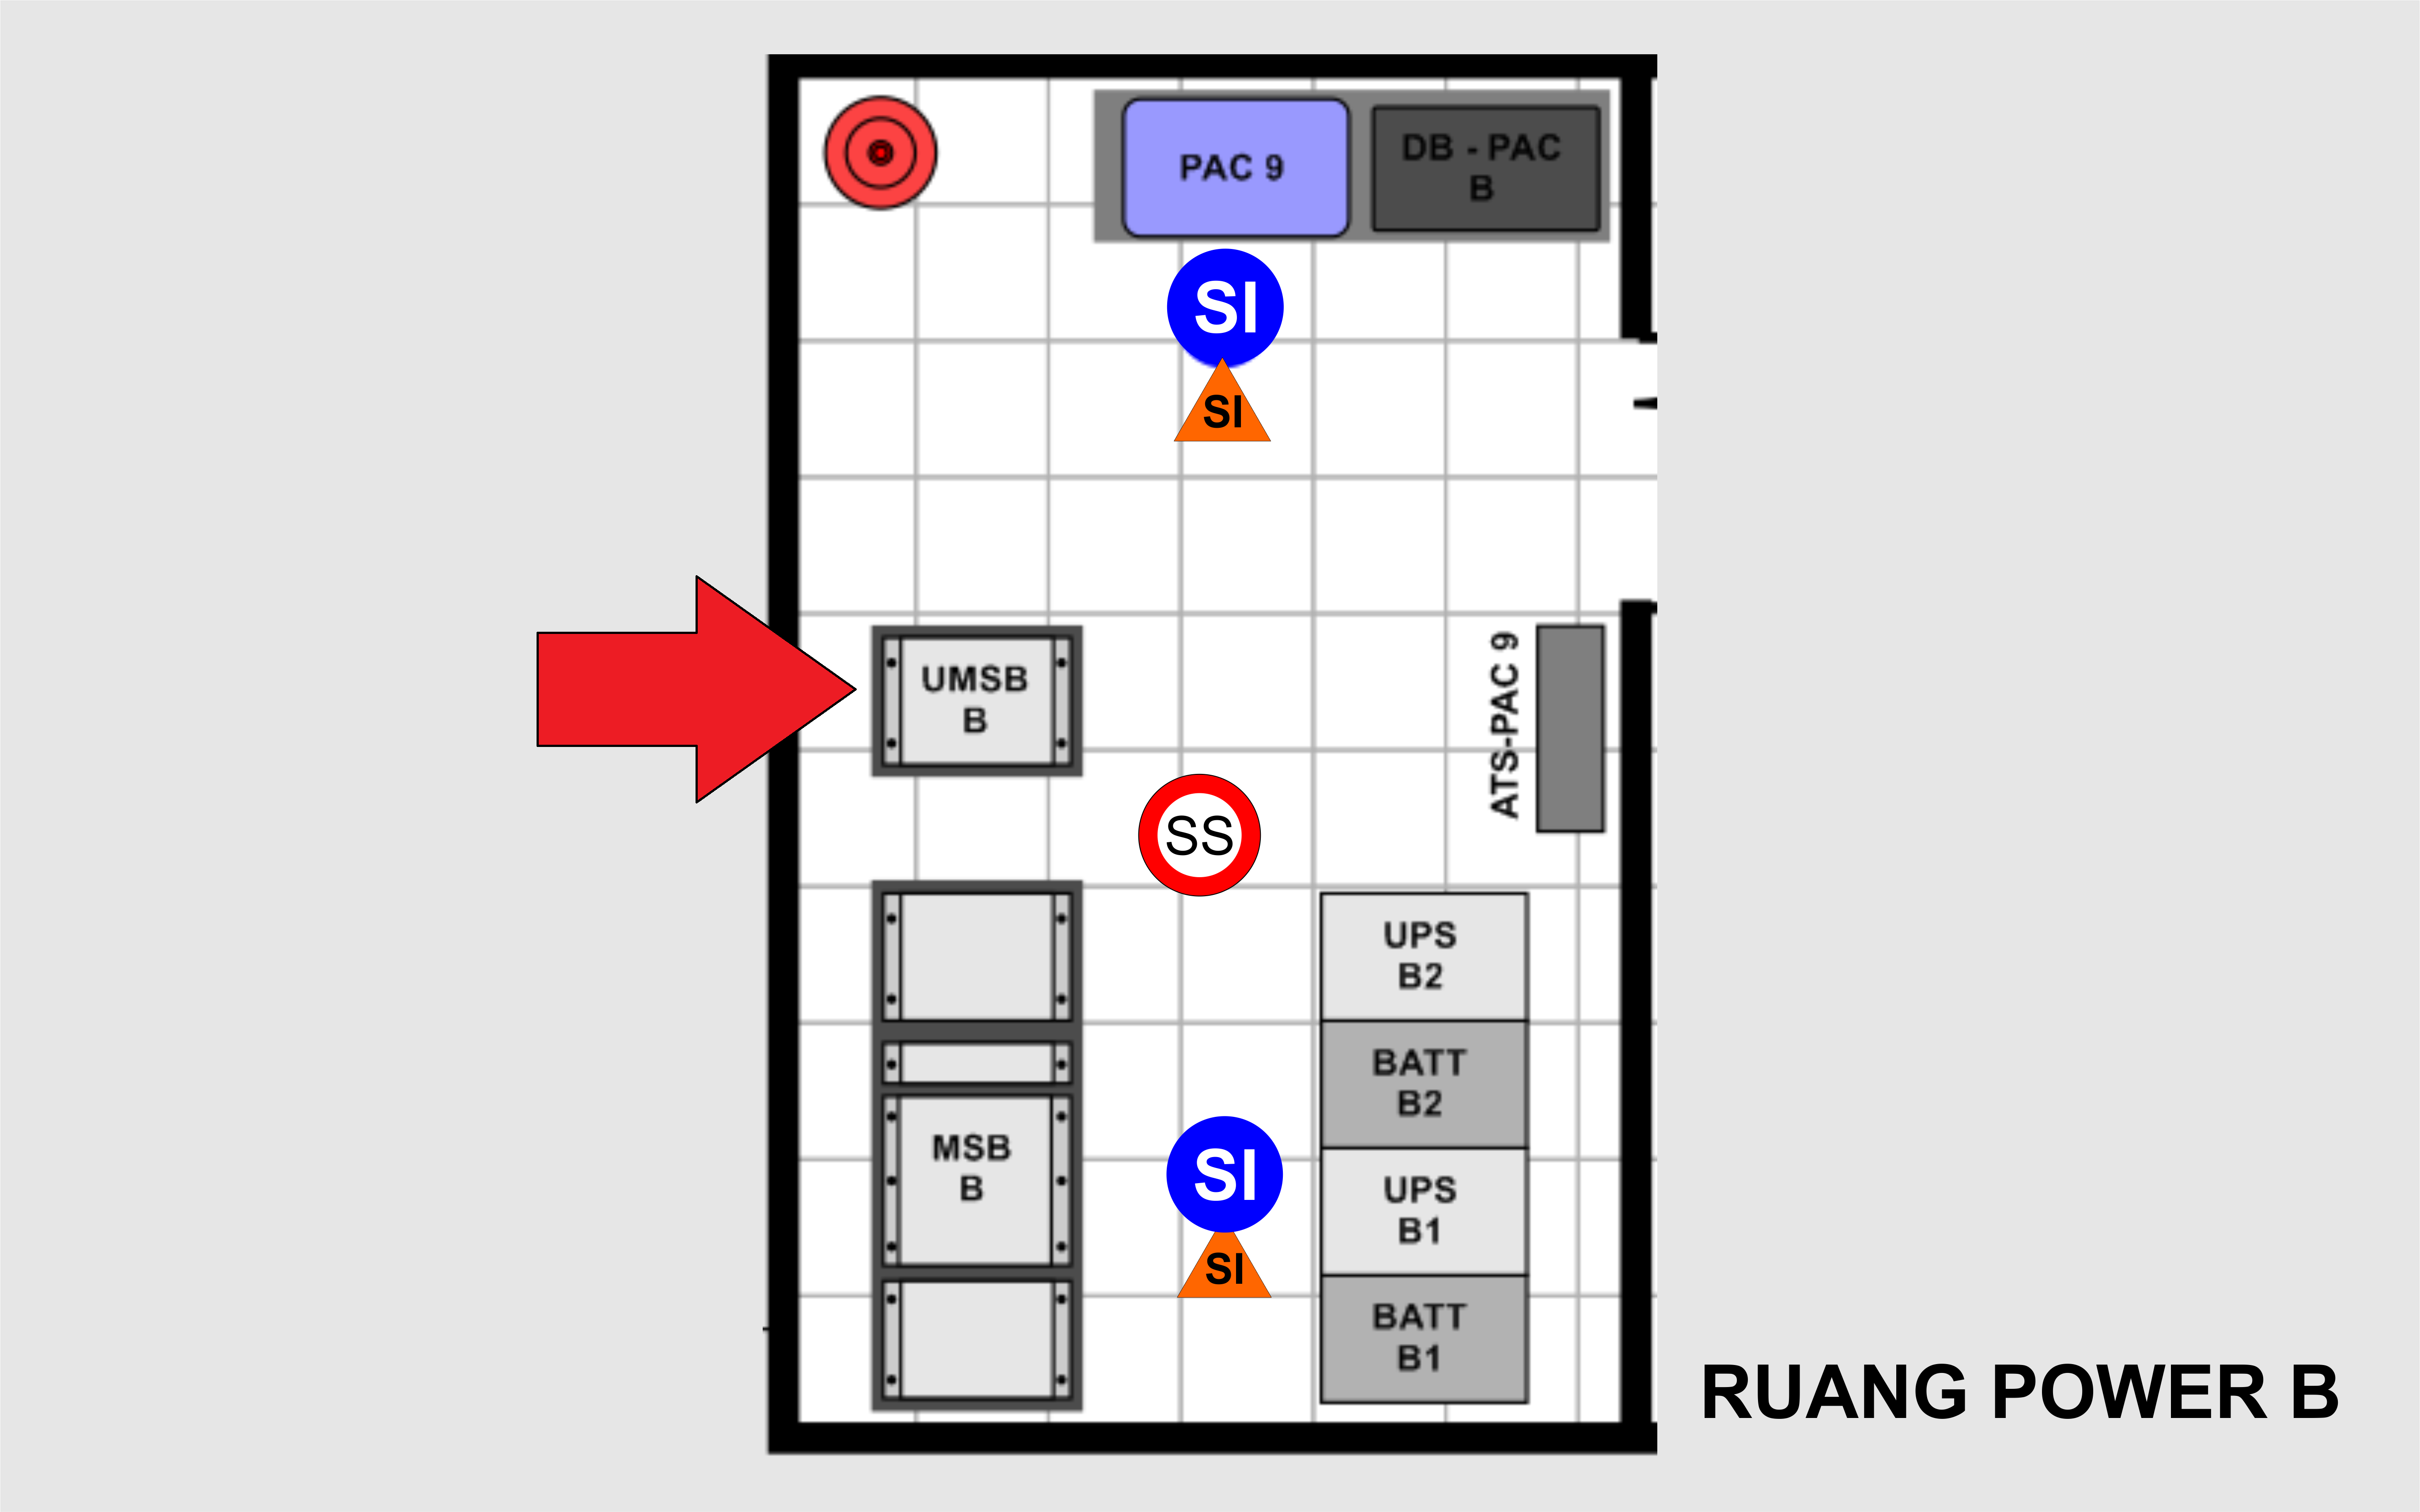 PAC 9
DB - PAC
B
SI
SI
UMSB
B
ATS-PAC 9
SS
UPS
B2
BATT
B2
MSB
B
SI
UPS
B1
SI
BATT
B1
RUANG POWER B